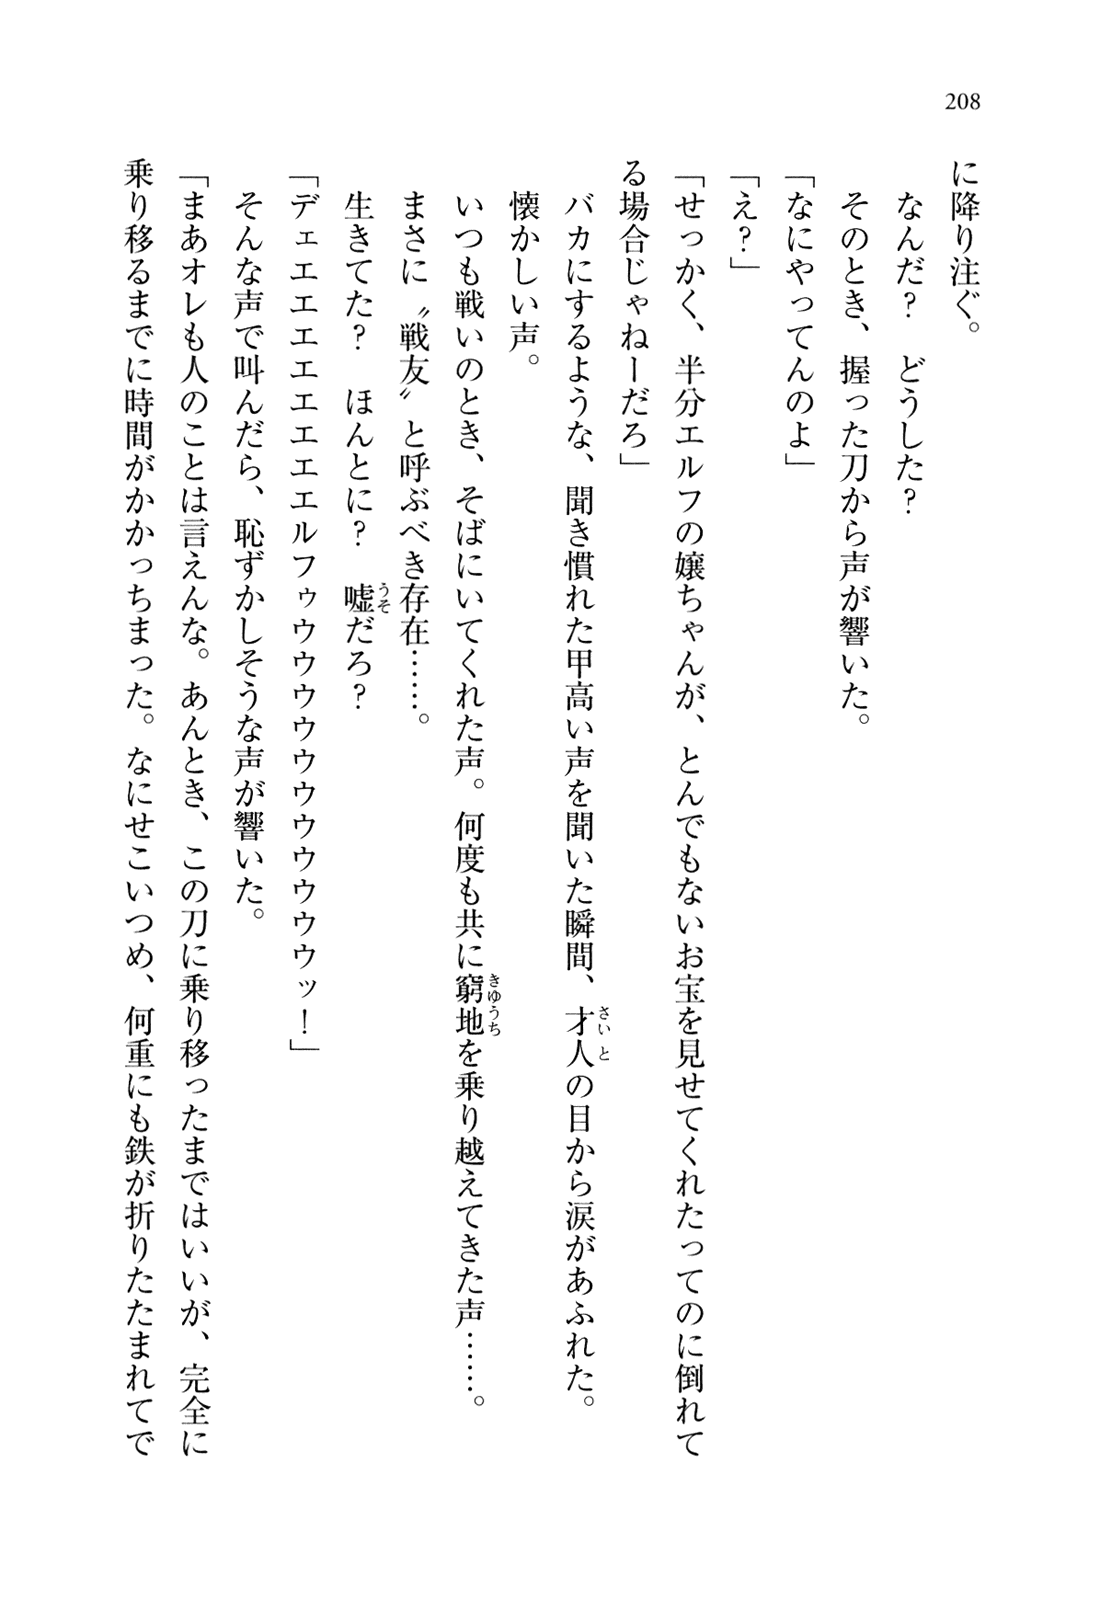 208
に降り注ぐ。
なんだ？　どうした？
そのとき、握った刀から声が響いた。
「なにやってんのよ」
「え？」
「せっかく、半分エルフの嬢ちゃんが、とんでもないお宝を見せてくれたってのに倒れて
る場合じゃねーだろ」
バカにするような、聞き慣れた甲高い声を聞いた瞬間、才人の目から涙があふれた。
懐かしい声。
いつも戦いのとき、そばにいてくれた声。何度も共に窮地を乗り越えてきた声……。
まさに〝戦友〟と呼ぶべき存在……。
生きてた？　ほんとに？　嘘だろ？
「デェエエエエエエエルフゥウウウウウウウウウウウッ！」
そんな声で叫んだら、恥ずかしそうな声が響いた。
「まあオレも人のことは言えんな。あんとき、この刀に乗り移ったまではいいが、完全に
乗り移るまでに時間がかかっちまった。なにせこいつめ、何重にも鉄が折りたたまれてで